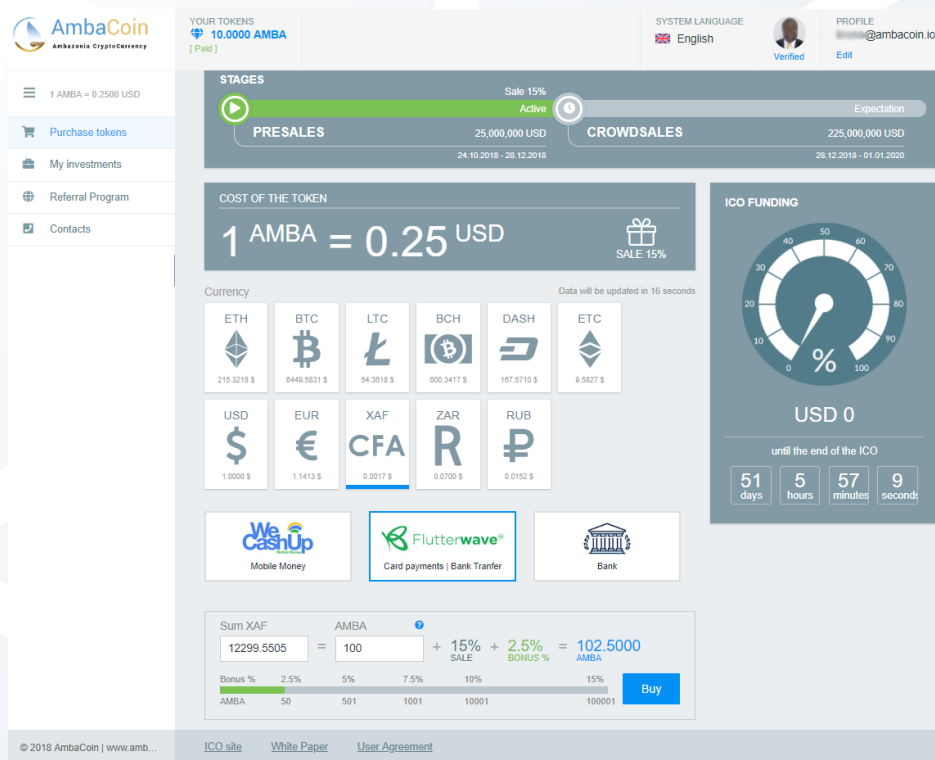 AmbaCoin
Ambazonia CryptoCurrency
YOUR TOKENS
10.0000 AMBA
[ Paid ]
SYSTEM LANGUAGE
English
Verified
PROFILE
@ambacoin.io
Edit
1 AMBA = 0.2500 USD
Purchase tokens
My investments
Referral Program
Contacts
STAGES
Sale 15%
Active
Expectation
PRESALES
25,000,000 USD
CROWDSALES
225,000,000 USD
24.10.2018 - 28.12.2018
28.12.2018 - 01.01.2020
COST OF THE TOKEN
1 AMBA = 0.25 USD
SALE 15%
ICO FUNDING
0 10 20 30 40 50 60 70 80 90 100
%
USD 0
until the end of the ICO
51 5 57 9
days hours minutes seconds
Currency
Data will be updated in 16 seconds
ETH BTC LTC BCH DASH ETC
215.3218 $ 6449.5831 $ 54.3618 $ 600.3417 $ 167.5710 $ 9.5827 $
USD EUR XAF ZAR RUB
$ € CFA R ₽
1.0000 $ 1.1413 $ 0.0017 $ 0.0700 $ 0.0152 $
We CashUp
Mobile Money
Mobile Money
Flutterwave®
Card payments | Bank Tranfer
Bank
Sum XAF AMBA ?
12299.5505 = 100 + 15% + 2.5% = 102.5000
SALE BONUS % AMBA
Bonus % 2.5% 5% 7.5% 10% 15%
AMBA 50 501 1001 10001 100001
Buy
© 2018 AmbaCoin | www.amb...
ICO site White Paper User Agreement